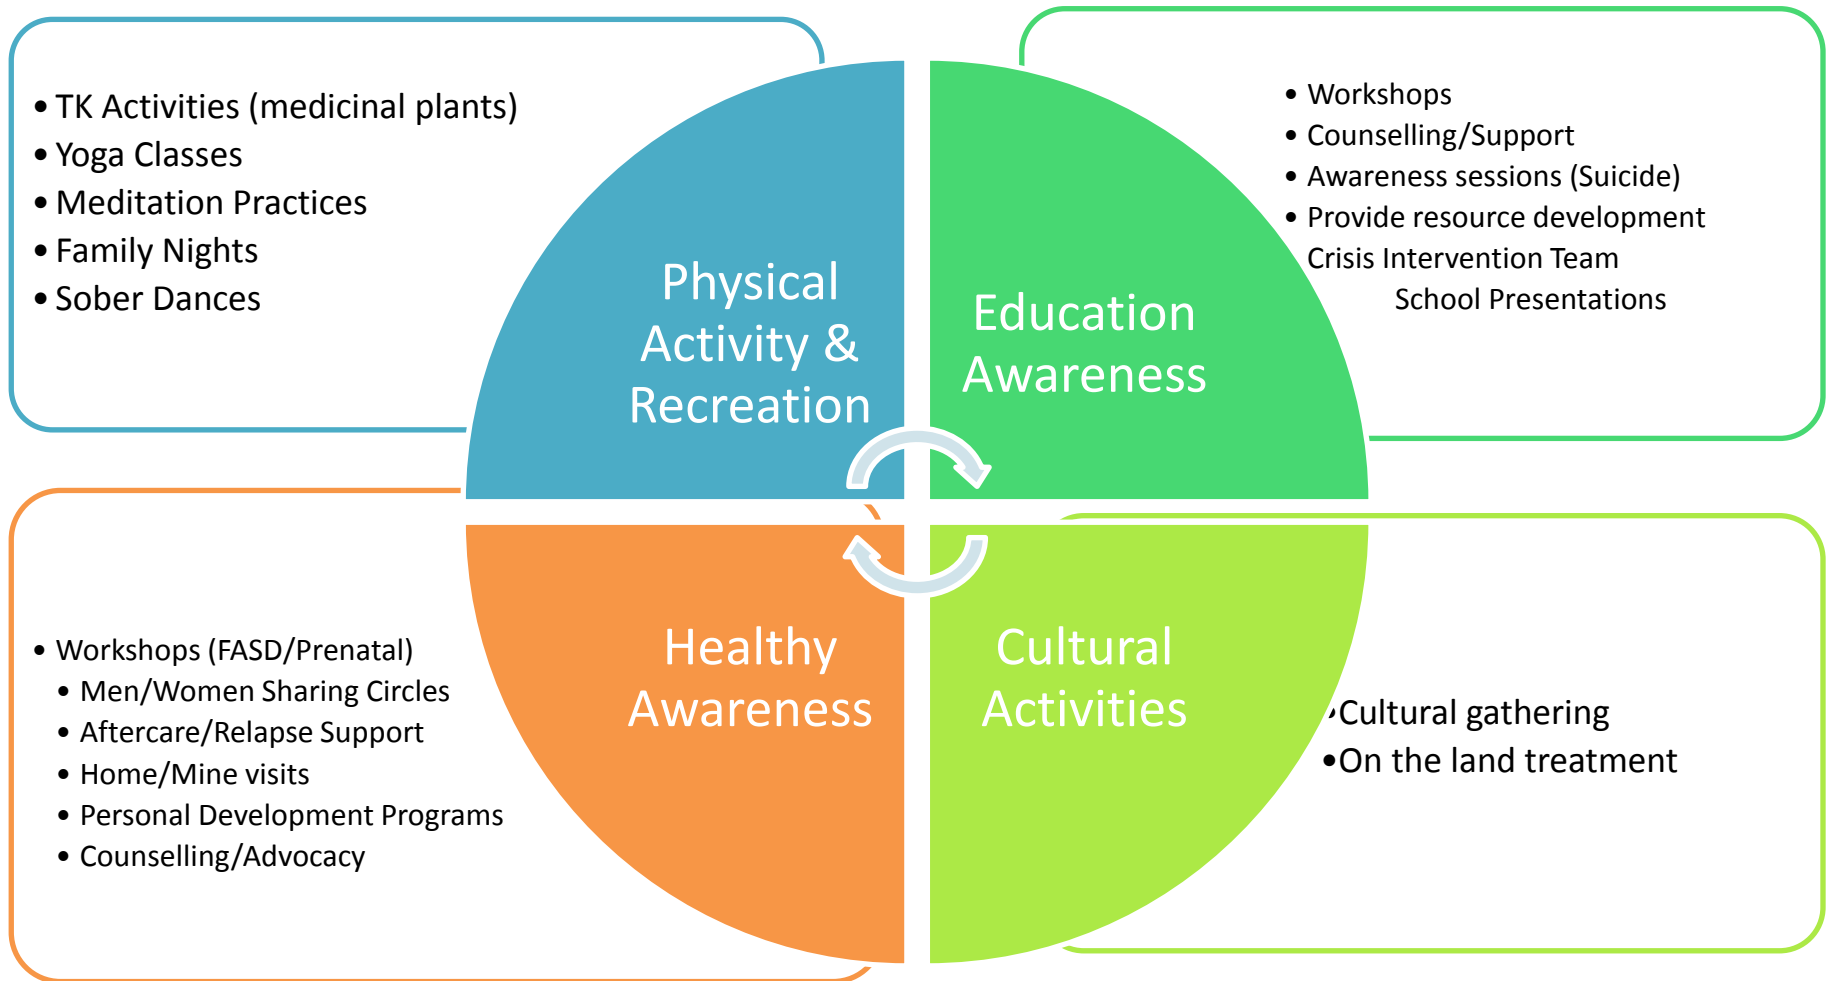 • TK Activities (medicinal plants)
• Yoga Classes
• Meditation Practices
• Family Nights
• Sober Dances
Physical
Activity &
Recreation
• Workshops
• Counselling/Support
• Awareness sessions (Suicide)
• Provide resource development
Crisis Intervention Team
School Presentations
Education
Awareness
• Workshops (FASD/Prenatal)
• Men/Women Sharing Circles
• Aftercare/Relapse Support
• Home/Mine visits
• Personal Development Programs
• Counselling/Advocacy
Healthy
Awareness
Cultural
Activities
•Cultural gathering
•On the land treatment